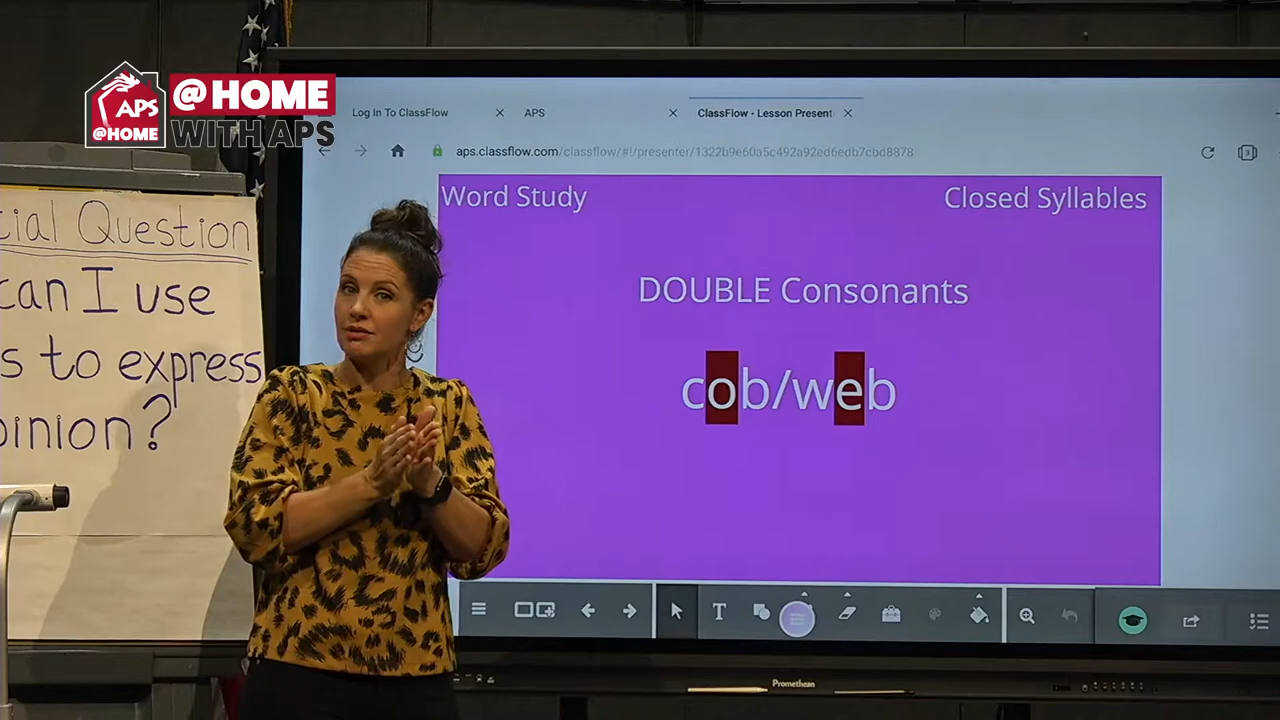 APS
@HOME
@HOME
WITH APS
Log In To ClassFlow
APS
ClassFlow - Lesson Present
aps.classflow.com/classflow/#!/presenter/1322b9e60a5c492a92ed6edb7cbd8878
Word Study
Closed Syllables
DOUBLE Consonants
cob/web
T
cial Question
can I use
s to express
pinion?
Promethean